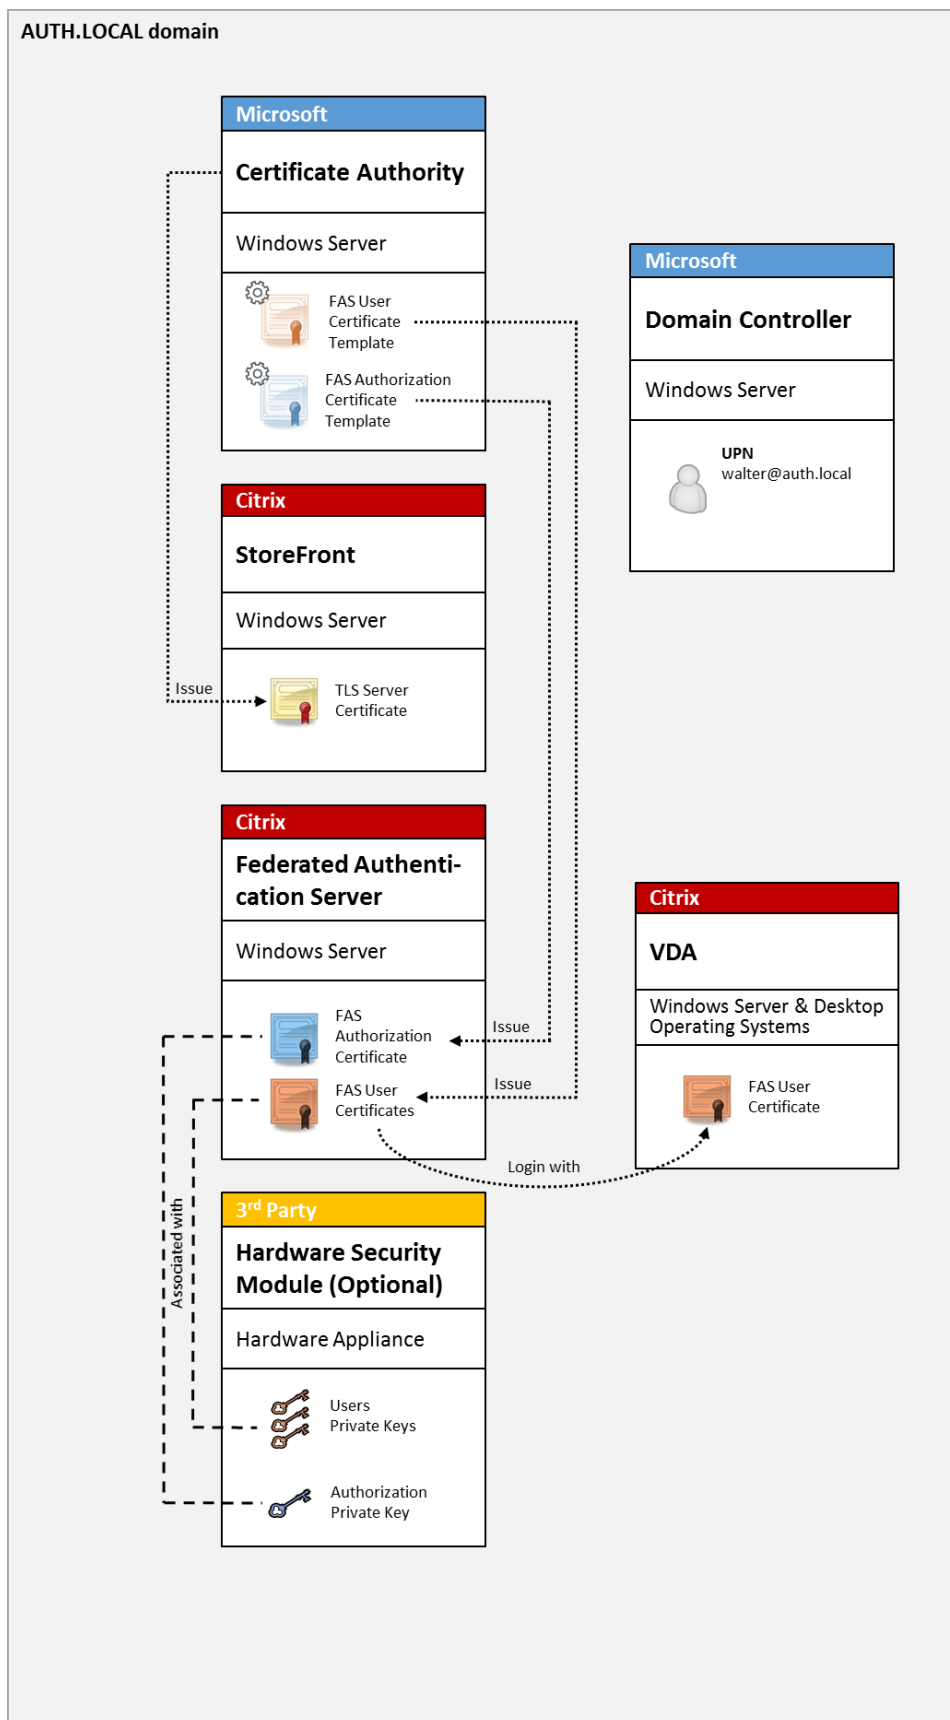 AUTH.LOCAL domain
Microsoft
Certificate Authority
Windows Server
FAS User
Certificate
Template
FAS Authorization
Certificate
Template
Microsoft
Domain Controller
Windows Server
UPN
walter@auth.local
Citrix
StoreFront
Windows Server
Issue
TLS Server
Certificate
Citrix
Federated Authenti-
cation Server
Windows Server
FAS
Authorization
Certificate
Issue
FAS User
Certificates
Issue
Citrix
VDA
Windows Server & Desktop
Operating Systems
FAS User
Certificate
Login with
Associated with
3rd Party
Hardware Security
Module (Optional)
Hardware Appliance
Users
Private Keys
Authorization
Private Key